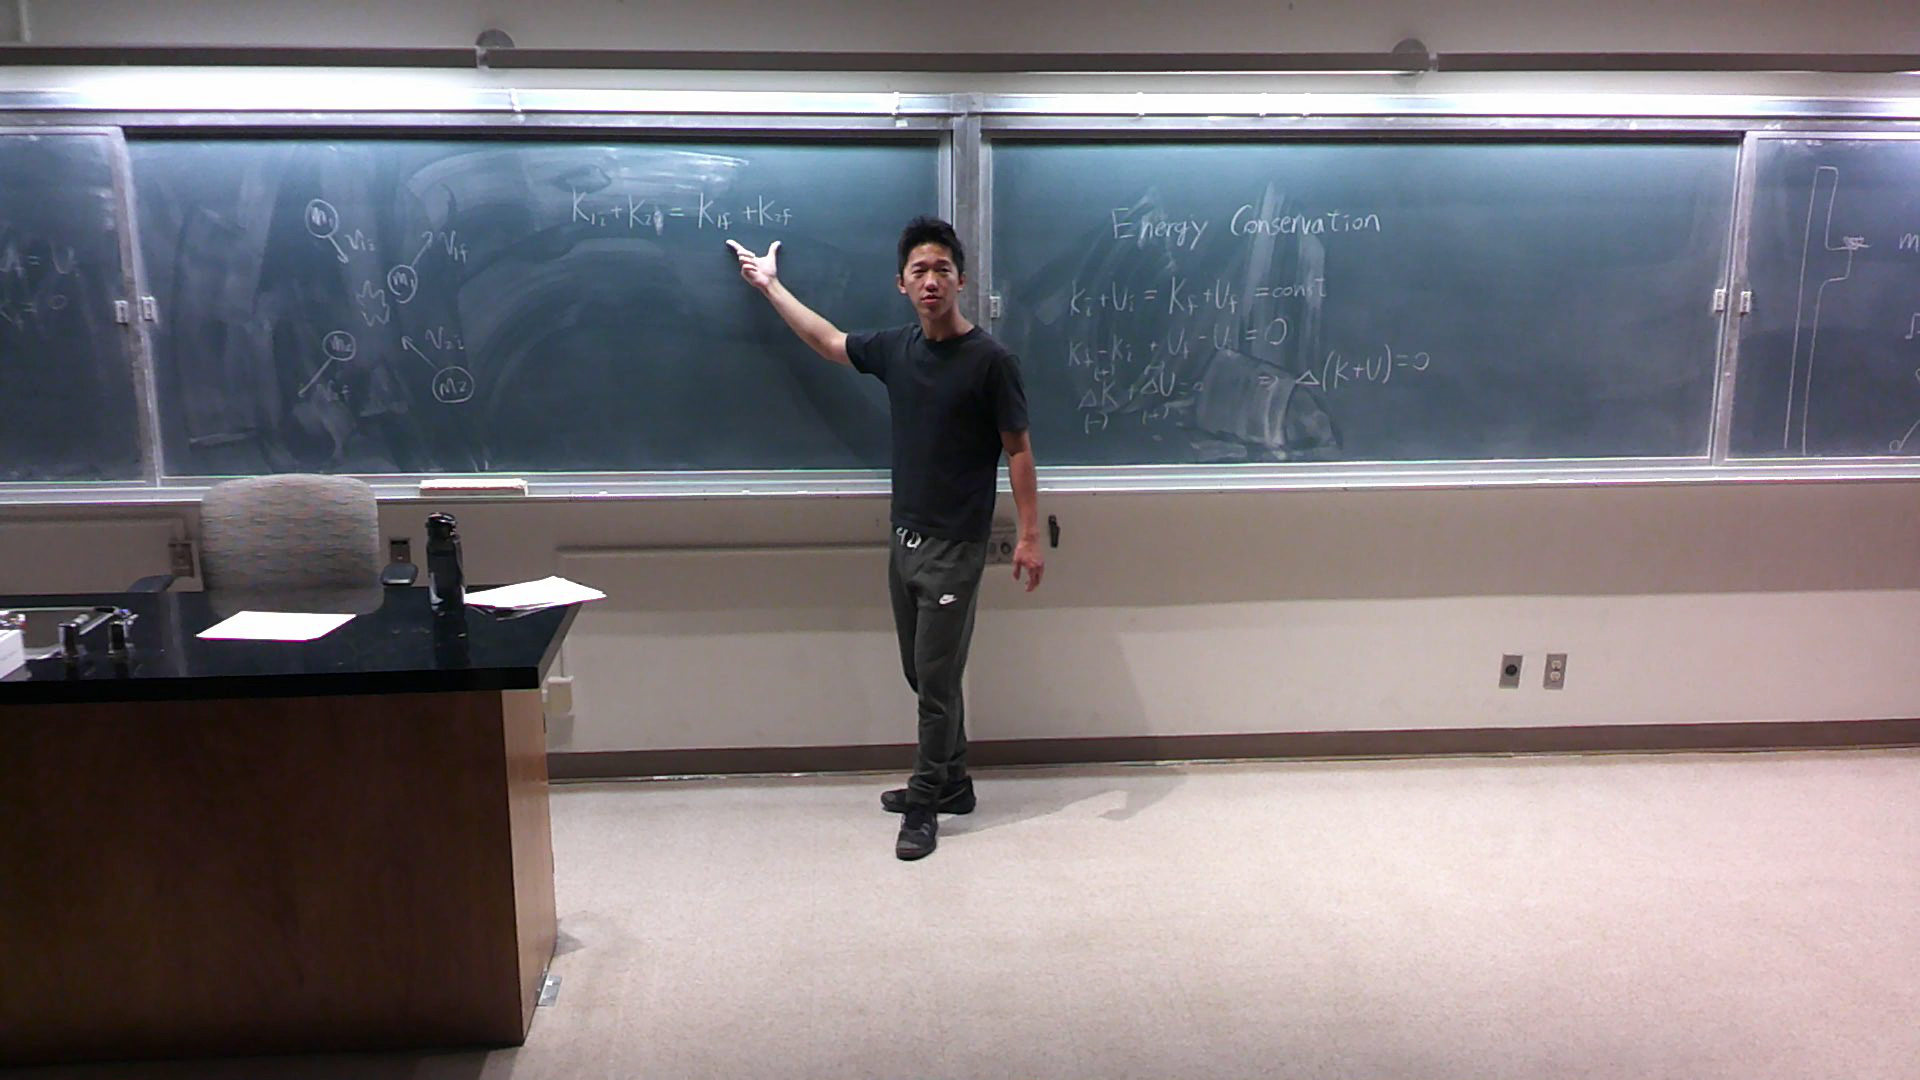 m₁
v₁ᵢ
v₁f
m₁
m₂
v₂ᵢ
v₂f
m₂
K₁ᵢ + K₂ᵢ = K₁f + K₂f
Energy Conservation
Kᵢ + Uᵢ = Kf + Uf = const
Kf - Kᵢ + Uf - Uᵢ = 0
(+)
ΔK + ΔU = 0 ⇒ Δ(K+U)=0
(-) (+)
m